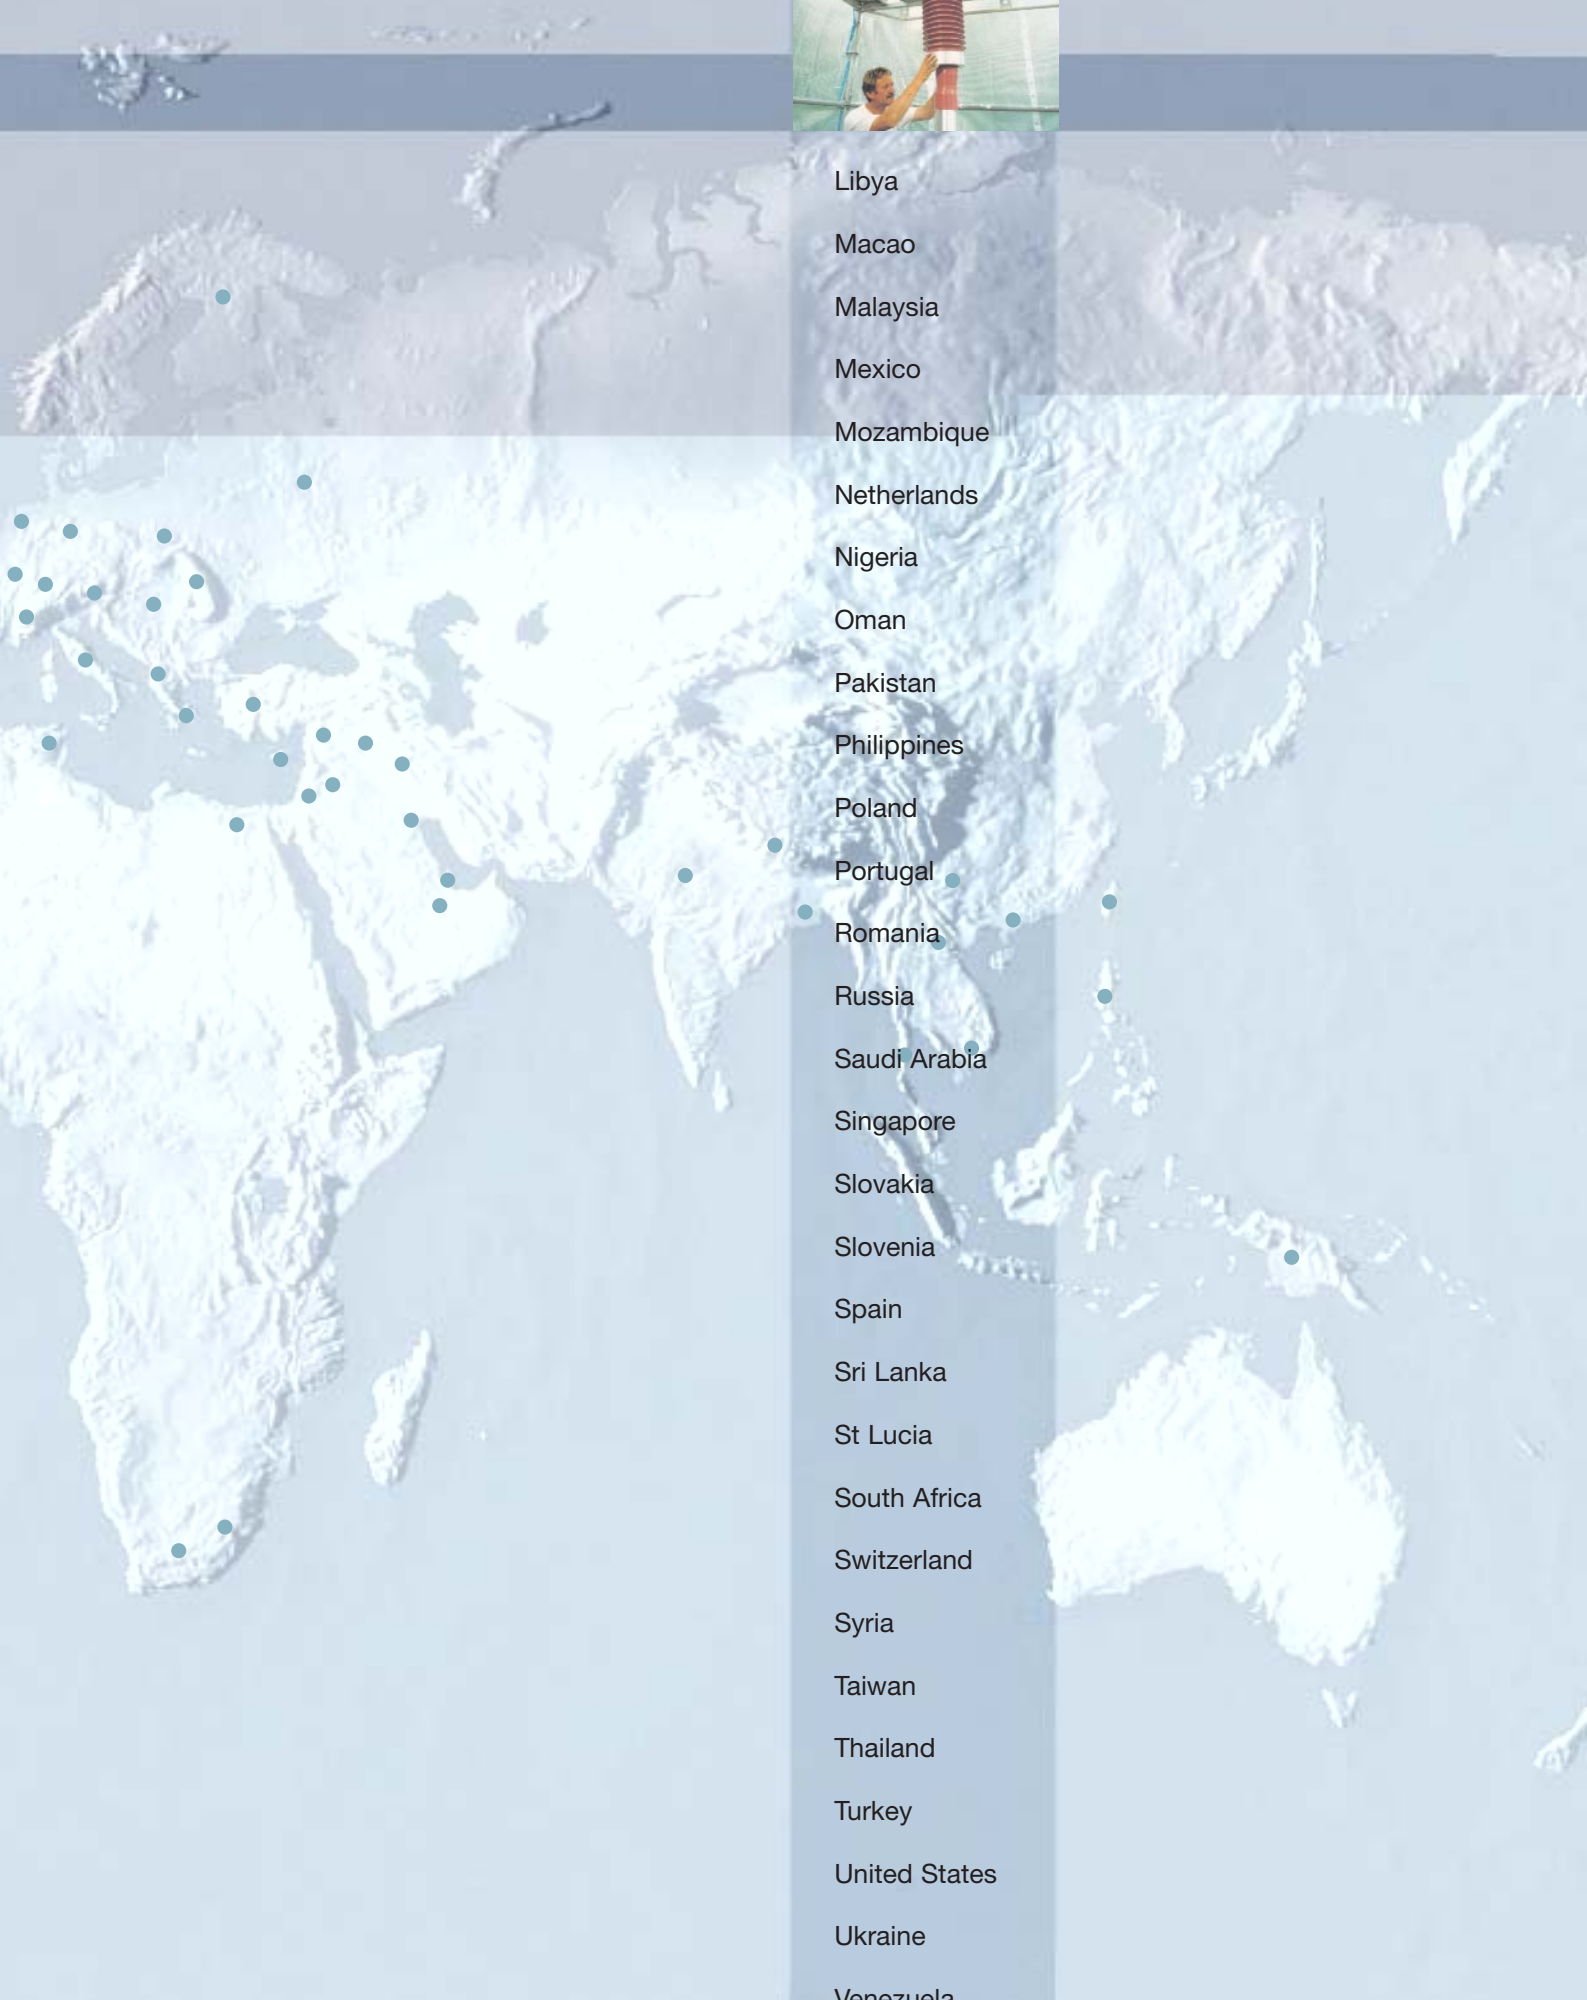 Libya
Macao
Malaysia
Mexico
Mozambique
Netherlands
Nigeria
Oman
Pakistan
Philippines
Poland
Portugal
Romania
Russia
Saudi Arabia
Singapore
Slovakia
Slovenia
Spain
Sri Lanka
St Lucia
South Africa
Switzerland
Syria
Taiwan
Thailand
Turkey
United States
Ukraine
Venezuela